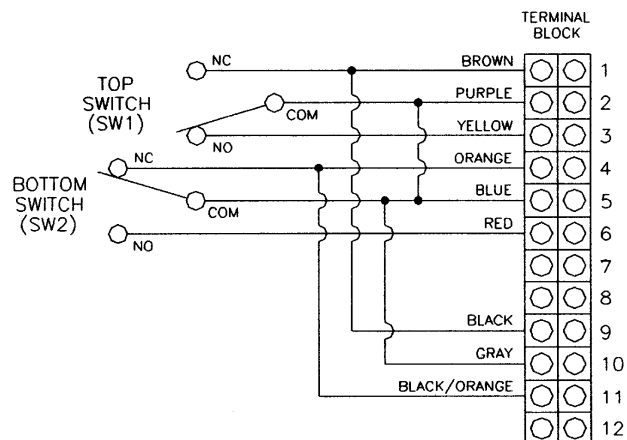 TERMINAL
BLOCK
NC
BROWN
1
TOP
SWITCH
(SW1)
COM
PURPLE
2
NO
YELLOW
3
NC
ORANGE
4
BOTTOM
SWITCH
(SW2)
COM
BLUE
5
NO
RED
6
7
8
BLACK
9
GRAY
10
BLACK/ORANGE
11
12